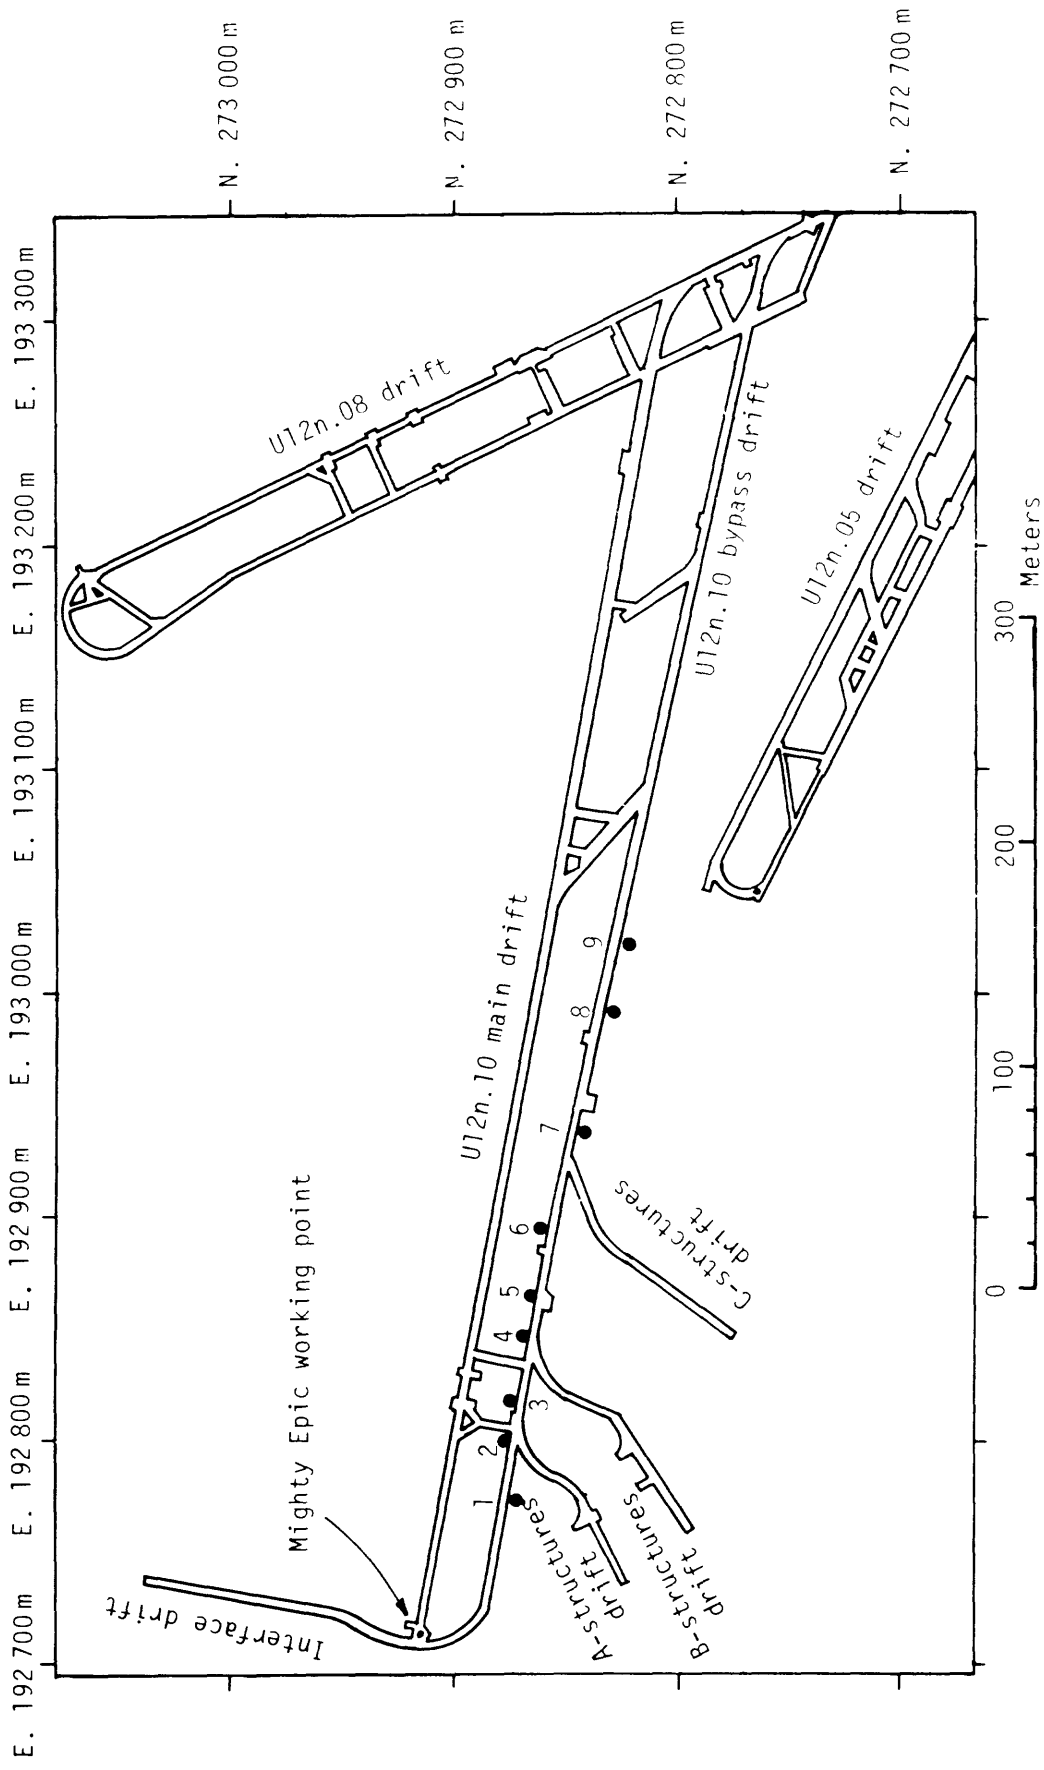 N. 273 000 m
N. 272 900 m
N. 272 800 m
N. 272 700 m
E. 192 700 m
E. 192 800 m
E. 192 900 m
E. 193 000 m
E. 193 100 m
E. 193 200 m
E. 193 300 m
Interface drift
Mighty Epic working point
U12n.10 main drift
U12n.08 drift
U12n.10 bypass drift
U12n.05 drift
1
2
3
4
5
6
7
8
9
A-structures
drift
B-structures
drift
C-structures
drift
0
100
200
300
Meters